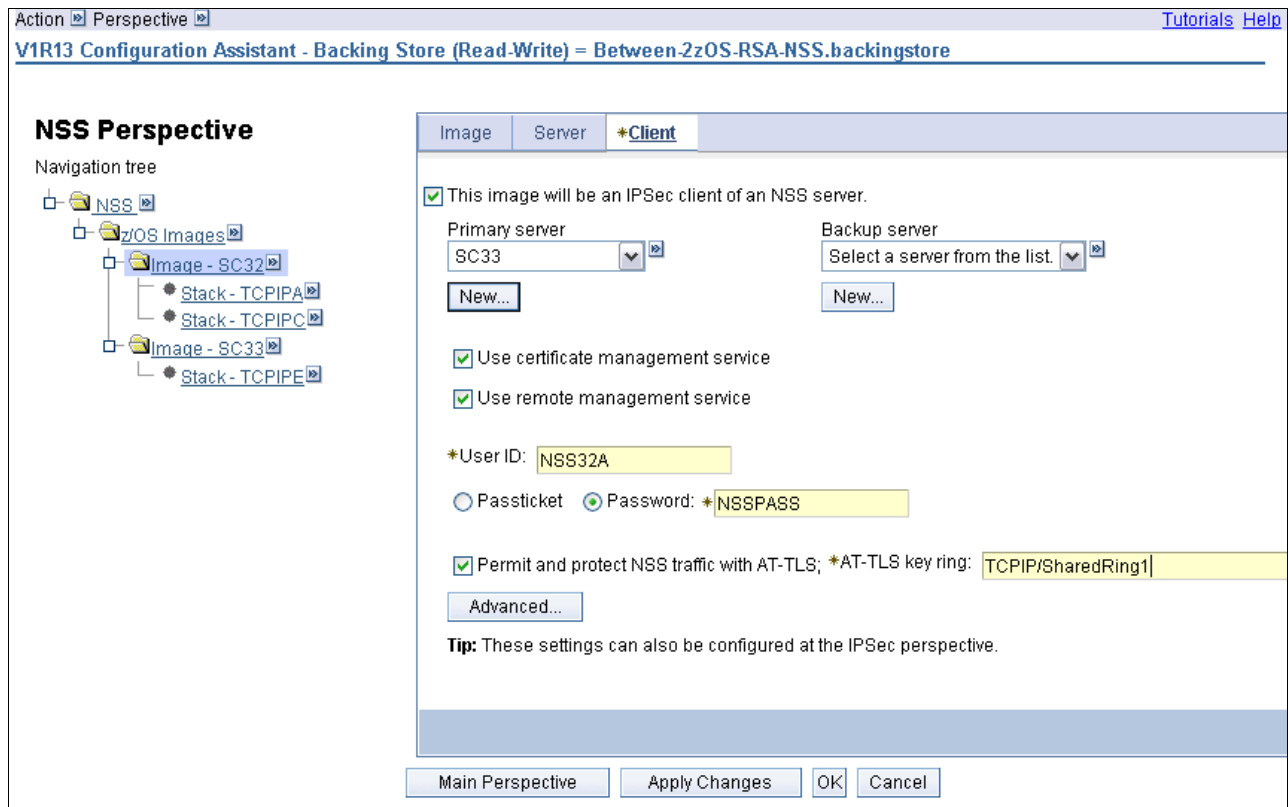 Action Perspective Tutorials Help
V1R13 Configuration Assistant - Backing Store (Read-Write) = Between-2zOS-RSA-NSS.backingstore
NSS Perspective
Navigation tree
NSS
z/OS Images
Image - SC32
Stack - TCPIPA
Stack - TCPIPC
Image - SC33
Stack - TCPIPE
Image Server *Client
This image will be an IPSec client of an NSS server.
Primary server Backup server
SC33 Select a server from the list.
New... New...
Use certificate management service
Use remote management service
*User ID: NSS32A
Passticket Password: *NSSPASS
Permit and protect NSS traffic with AT-TLS; *AT-TLS key ring: TCPIP/SharedRing1
Advanced...
Tip: These settings can also be configured at the IPSec perspective.
Main Perspective Apply Changes OK Cancel